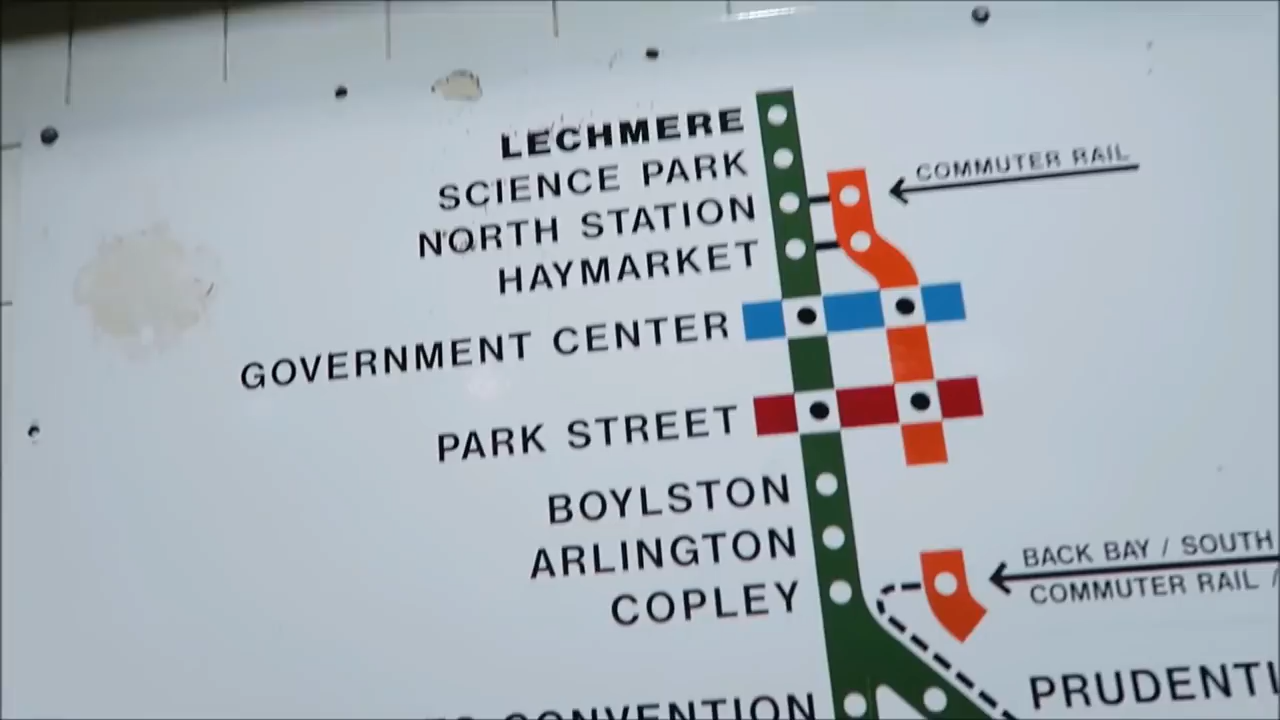 LECHMERE
COMMUTER RAIL
SCIENCE PARK
NORTH STATION
HAYMARKET
GOVERNMENT CENTER
PARK STREET
BOYLSTON
ARLINGTON
BACK BAY / SOUTH
COMMUTER RAIL /
COPLEY
PRUDENTI
CONVENTION